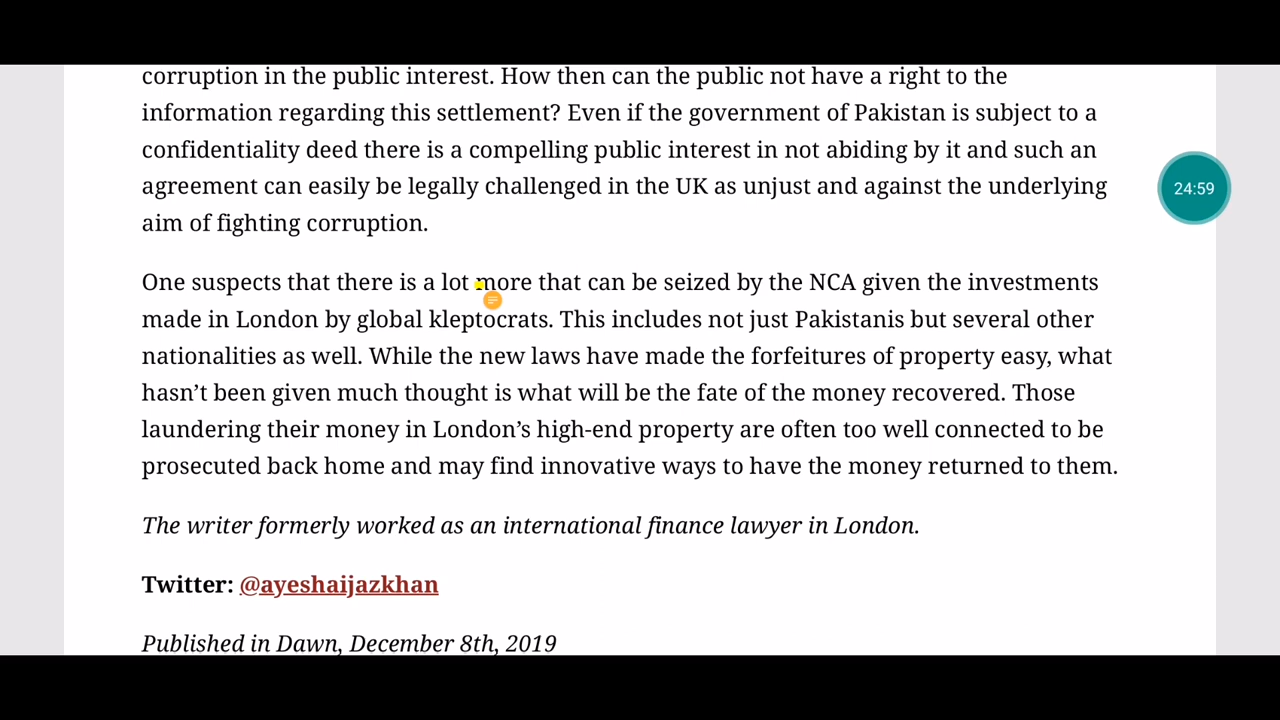 corruption in the public interest. How then can the public not have a right to the
information regarding this settlement? Even if the government of Pakistan is subject to a
confidentiality deed there is a compelling public interest in not abiding by it and such an
agreement can easily be legally challenged in the UK as unjust and against the underlying
aim of fighting corruption.
24:59
One suspects that there is a lot more that can be seized by the NCA given the investments
made in London by global kleptocrats. This includes not just Pakistanis but several other
nationalities as well. While the new laws have made the forfeitures of property easy, what
hasn’t been given much thought is what will be the fate of the money recovered. Those
laundering their money in London’s high-end property are often too well connected to be
prosecuted back home and may find innovative ways to have the money returned to them.
The writer formerly worked as an international finance lawyer in London.
Twitter: @ayeshaijazkhan
Published in Dawn, December 8th, 2019